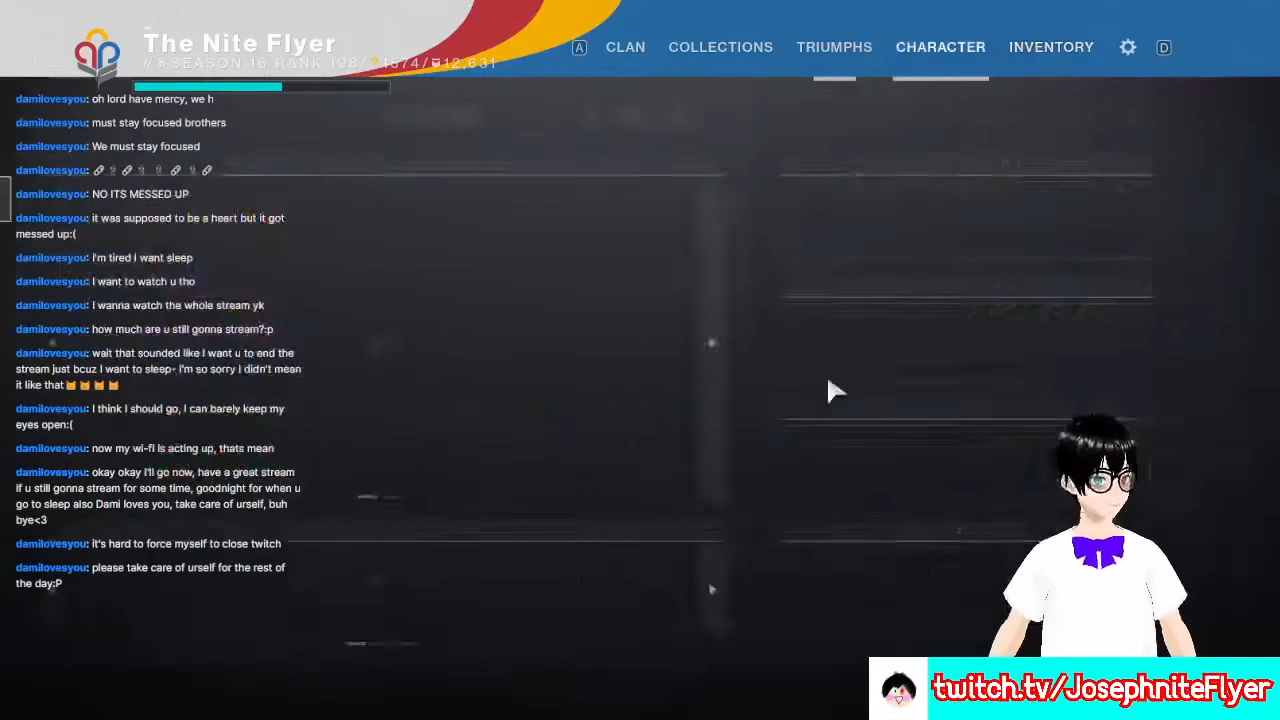 The Nite Flyer
A CLAN COLLECTIONS TRIUMPHS CHARACTER INVENTORY D
SEASON 16 RANK 198/ 1574/ 12,631
damilovesyou: oh lord have mercy, we h
damilovesyou: must stay focused brothers
damilovesyou: We must stay focused
damilovesyou:
damilovesyou: NO ITS MESSED UP
damilovesyou: it was supposed to be a heart but it got
messed up:(
damilovesyou: I'm tired I want sleep
damilovesyou: I want to watch u tho
damilovesyou: I wanna watch tha whole stream yk
damilovesyou: how much are u still gonna stream?:p
damilovesyou: wait that sounded like I want u to end the
stream just bcuz I want to sleep- I'm so sorry I didn't mean
it like that
damilovesyou: I think I should go, I can barely keep my
eyes open:(
damilovesyou: now my wi-fi is acting up, thats mean
damilovesyou: okay okay I'll go now, have a great stream
if u still gonna stream for some time, goodnight for when u
go to sleep also Dami loves you, take care of urself, buh
bye<3
damilovesyou: it's hard to force myself to close twitch
damilovesyou: please take care of urself for the rest of
the day:P
twitch.tv/JosephniteFlyer